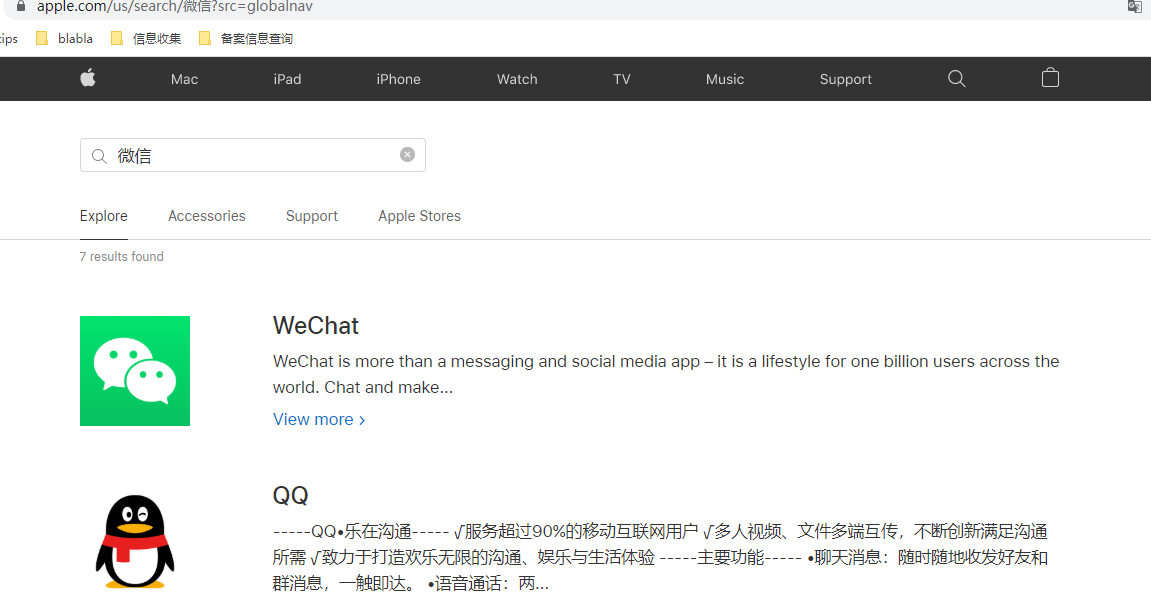 apple.com/us/search/微信?src=globalnav
tips blabla 信息收集 备案信息查询
Mac iPad iPhone Watch TV Music Support
微信
Explore Accessories Support Apple Stores
7 results found
WeChat
WeChat is more than a messaging and social media app – it is a lifestyle for one billion users across the
world. Chat and make...
View more ›
QQ
-----QQ•乐在沟通----- √服务超过90%的移动互联网用户 √多人视频、文件多端互传，不断创新满足沟通
所需 √致力于打造欢乐无限的沟通、娱乐与生活体验 -----主要功能----- •聊天消息：随时随地收发好友和
群消息，一触即达。 •语音通话：两...